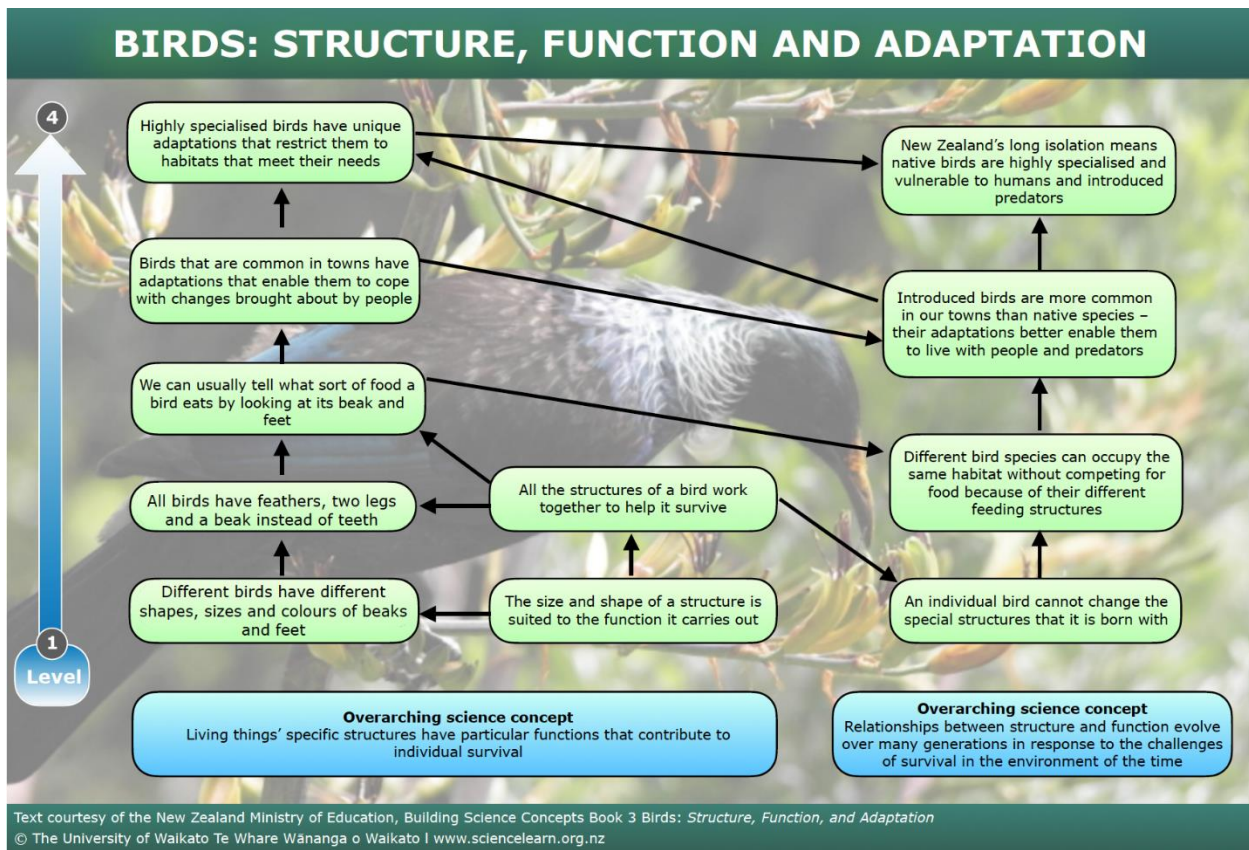 BIRDS: STRUCTURE, FUNCTION AND ADAPTATION
4
Highly specialised birds have unique
adaptations that restrict them to
habitats that meet their needs
New Zealand's long isolation means
native birds are highly specialised and
vulnerable to humans and introduced
predators
Birds that are common in towns have
adaptations that enable them to cope
with changes brought about by people
Introduced birds are more common
in our towns than native species –
their adaptations better enable them
to live with people and predators
We can usually tell what sort of food a
bird eats by looking at its beak and
feet
Different bird species can occupy the
same habitat without competing for
food because of their different
feeding structures
All birds have feathers, two legs
and a beak instead of teeth
All the structures of a bird work
together to help it survive
Different birds have different
shapes, sizes and colours of beaks
and feet
The size and shape of a structure is
suited to the function it carries out
An individual bird cannot change the
special structures that it is born with
1
Level
Overarching science concept
Living things' specific structures have particular functions that contribute to
individual survival
Overarching science concept
Relationships between structure and function evolve
over many generations in response to the challenges
of survival in the environment of the time
Text courtesy of the New Zealand Ministry of Education, Building Science Concepts Book 3 Birds: Structure, Function, and Adaptation
© The University of Waikato Te Whare Wānanga o Waikato I www.sciencelearn.org.nz